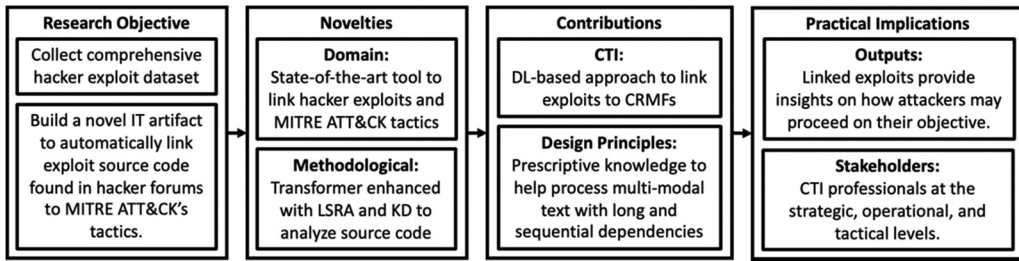 Research Objective
Collect comprehensive
hacker exploit dataset
Build a novel IT artifact
to automatically link
exploit source code
found in hacker forums
to MITRE ATT&CK's
tactics.
Novelties
Domain:
State-of-the-art tool to
link hacker exploits and
MITRE ATT&CK tactics
Methodological:
Transformer enhanced
with LSRA and KD to
analyze source code
Contributions
CTI:
DL-based approach to link
exploits to CRMFs
Design Principles:
Prescriptive knowledge to
help process multi-modal
text with long and
sequential dependencies
Practical Implications
Outputs:
Linked exploits provide
insights on how attackers may
proceed on their objective.
Stakeholders:
CTI professionals at the
strategic, operational, and
tactical levels.